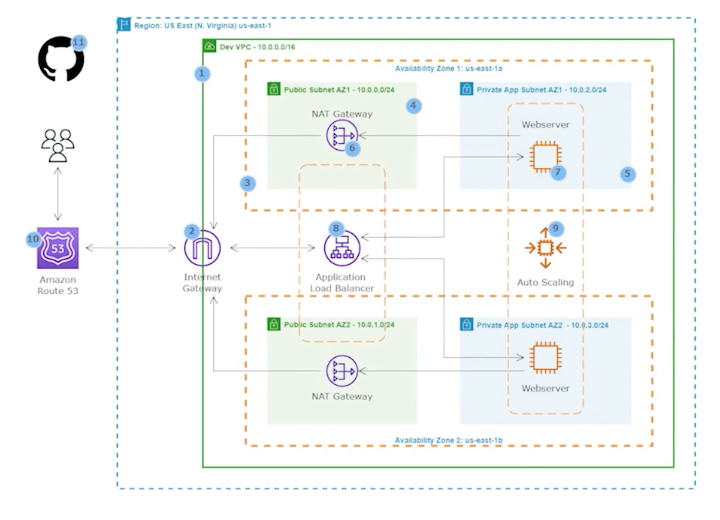 11
Region: US East (N. Virginia) us-east-1
Dev VPC - 10.0.0.0/16
1
Availability Zone 1: us-east-1a
Public Subnet AZ1 - 10.0.0.0/24
Private App Subnet AZ1 - 10.0.2.0/24
4
NAT Gateway
Webserver
6
7
5
3
10
53
Amazon
Route 53
2
Internet
Gateway
8
Application
Load Balancer
9
Auto Scaling
Public Subnet AZ2 - 10.0.1.0/24
Private App Subnet AZ2 - 10.0.3.0/24
NAT Gateway
Webserver
Availability Zone 2: us-east-1b